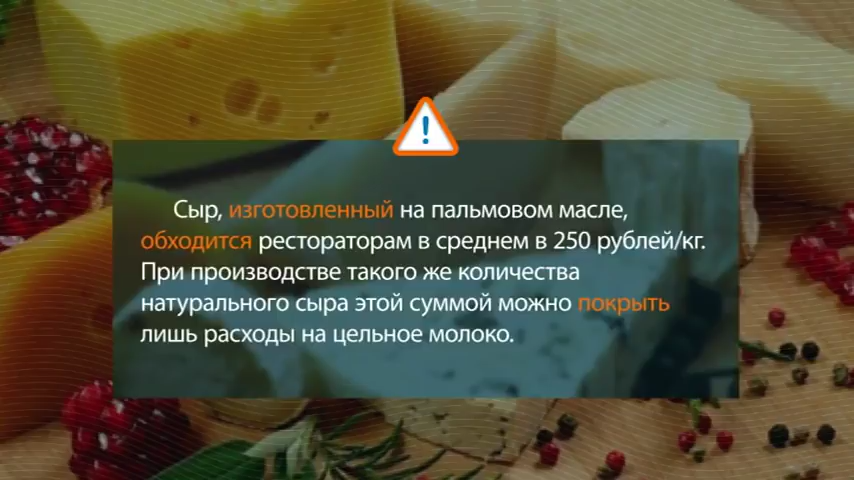 Сыр, изготовленный на пальмовом масле,
обходится рестораторам в среднем в 250 рублей/кг.
При производстве такого же количества
натурального сыра этой суммой можно покрыть
лишь расходы на цельное молоко.